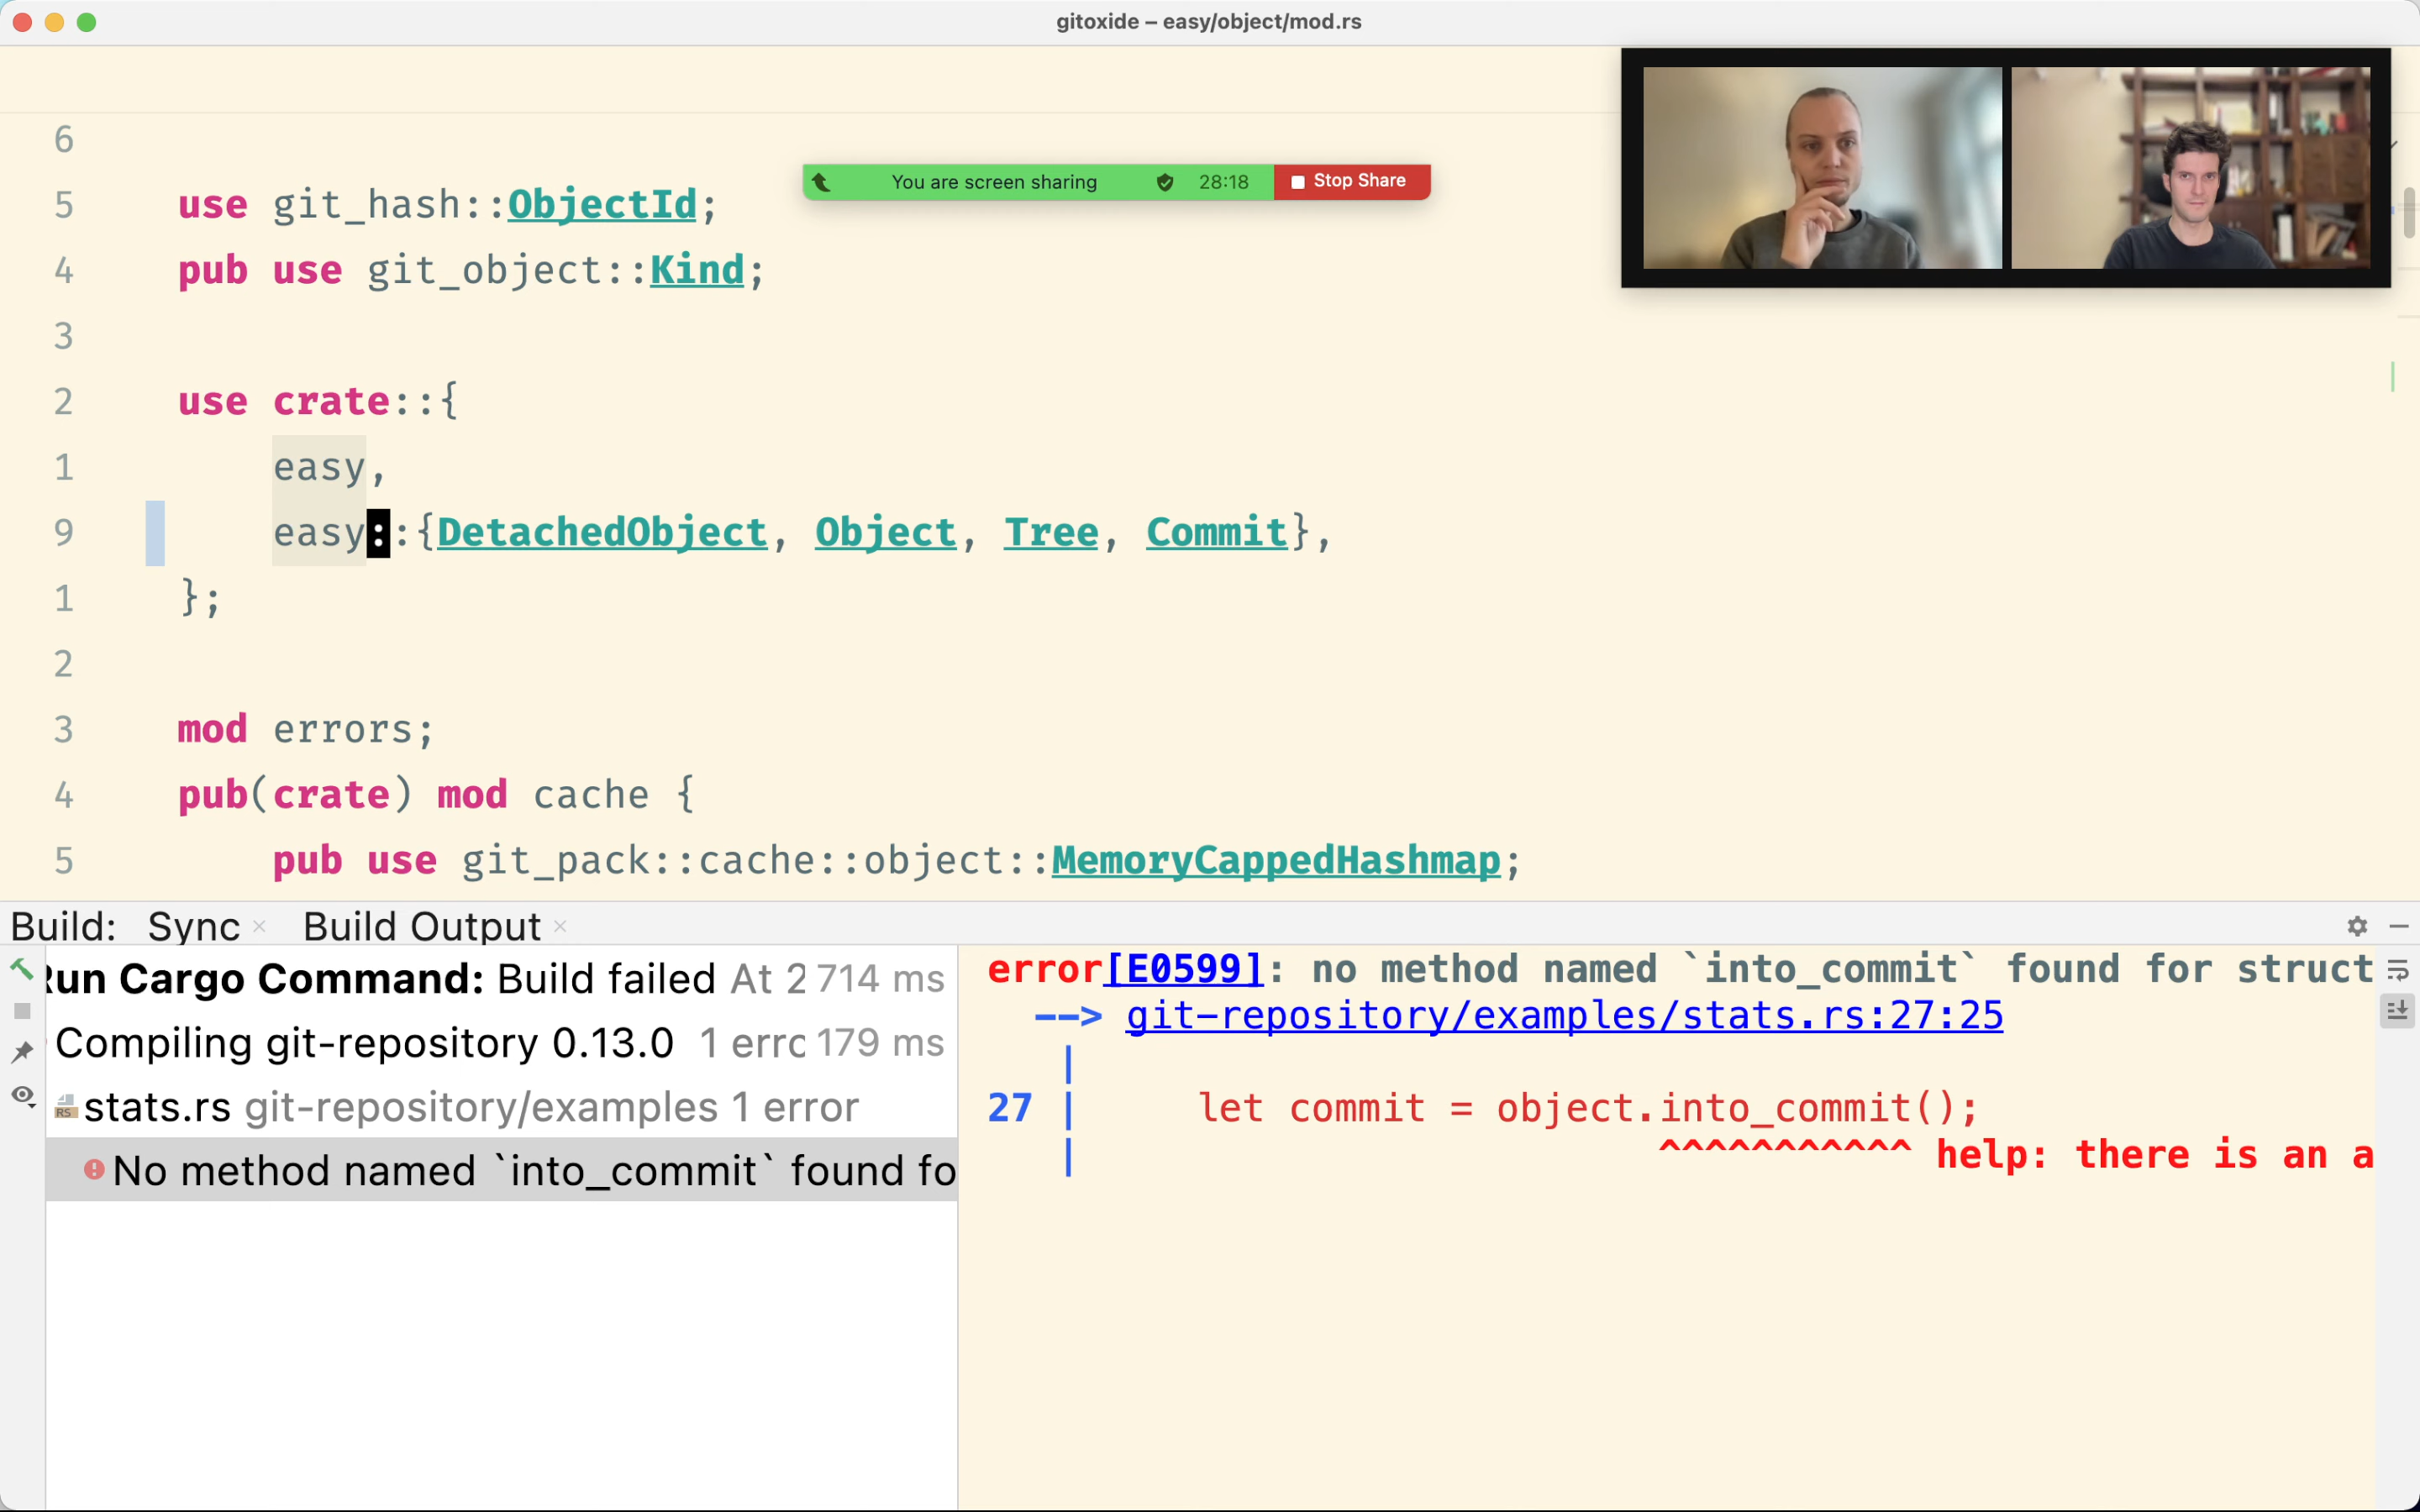 gitoxide – easy/object/mod.rs
You are screen sharing 28:18 Stop Share
6
5 use git_hash::ObjectId;
4 pub use git_object::Kind;
3
2 use crate::{
1 easy,
9 easy::{DetachedObject, Object, Tree, Commit},
1 };
2
3 mod errors;
4 pub(crate) mod cache {
5 pub use git_pack::cache::object::MemoryCappedHashmap;
Build: Sync × Build Output ×
Run Cargo Command: Build failed At 2 714 ms
Compiling git-repository 0.13.0 1 erro 179 ms
RS stats.rs git-repository/examples 1 error
No method named `into_commit` found fo
error[E0599]: no method named `into_commit` found for struct
--> git-repository/examples/stats.rs:27:25
|
27 | let commit = object.into_commit();
| ^^^^^^^^^^^ help: there is an a